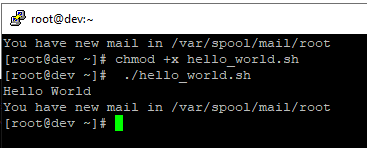 root@dev:~
You have new mail in /var/spool/mail/root
[root@dev ~]# chmod +x hello_world.sh
[root@dev ~]#  ./hello_world.sh
Hello World
You have new mail in /var/spool/mail/root
[root@dev ~]#